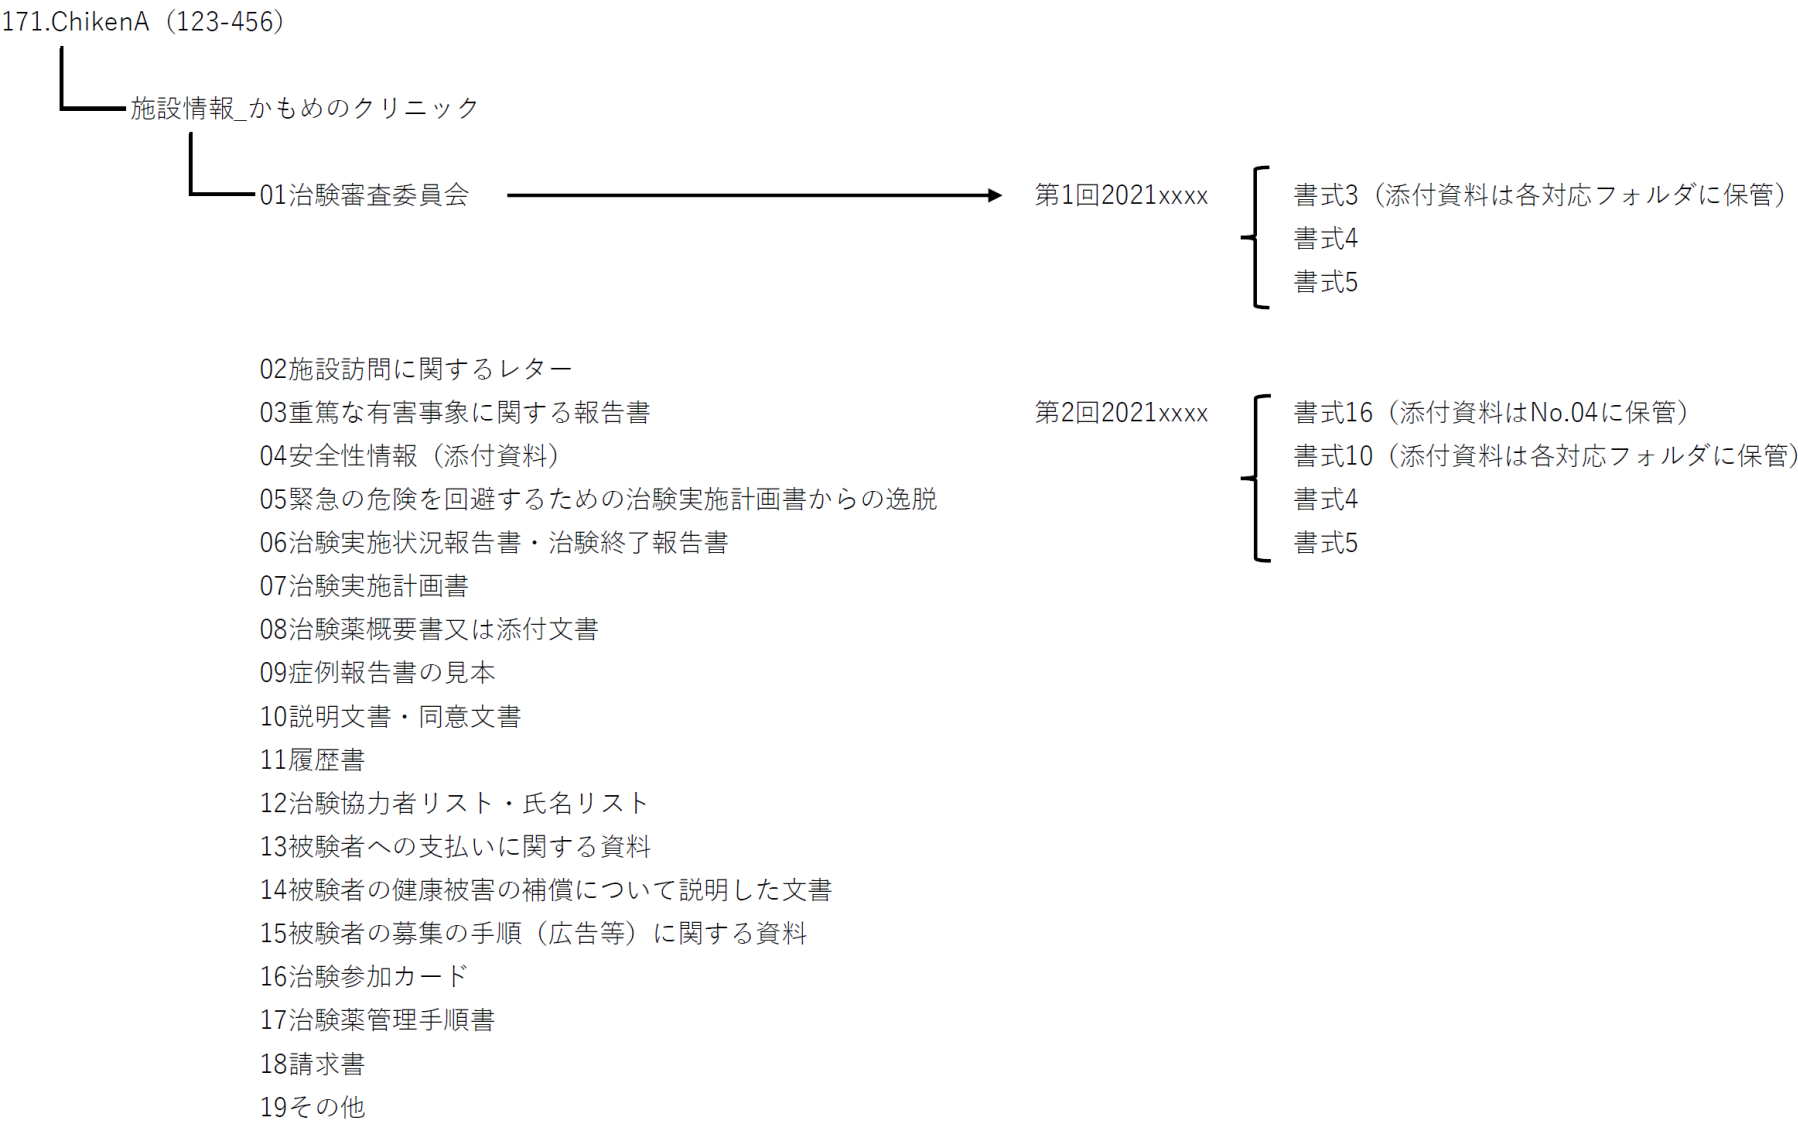 171.ChikenA（123-456）
施設情報_かもめのクリニック
01治験審査委員会
第1回2021xxxx
書式3（添付資料は各対応フォルダに保管）
書式4
書式5
02施設訪問に関するレター
03重篤な有害事象に関する報告書
04安全性情報（添付資料）
05緊急の危険を回避するための治験実施計画書からの逸脱
06治験実施状況報告書・治験終了報告書
07治験実施計画書
08治験薬概要書又は添付文書
09症例報告書の見本
10説明文書・同意文書
11履歴書
12治験協力者リスト・氏名リスト
13被験者への支払いに関する資料
14被験者の健康被害の補償について説明した文書
15被験者の募集の手順（広告等）に関する資料
16治験参加カード
17治験薬管理手順書
18請求書
19その他
第2回2021xxxx
書式16（添付資料はNo.04に保管）
書式10（添付資料は各対応フォルダに保管）
書式4
書式5